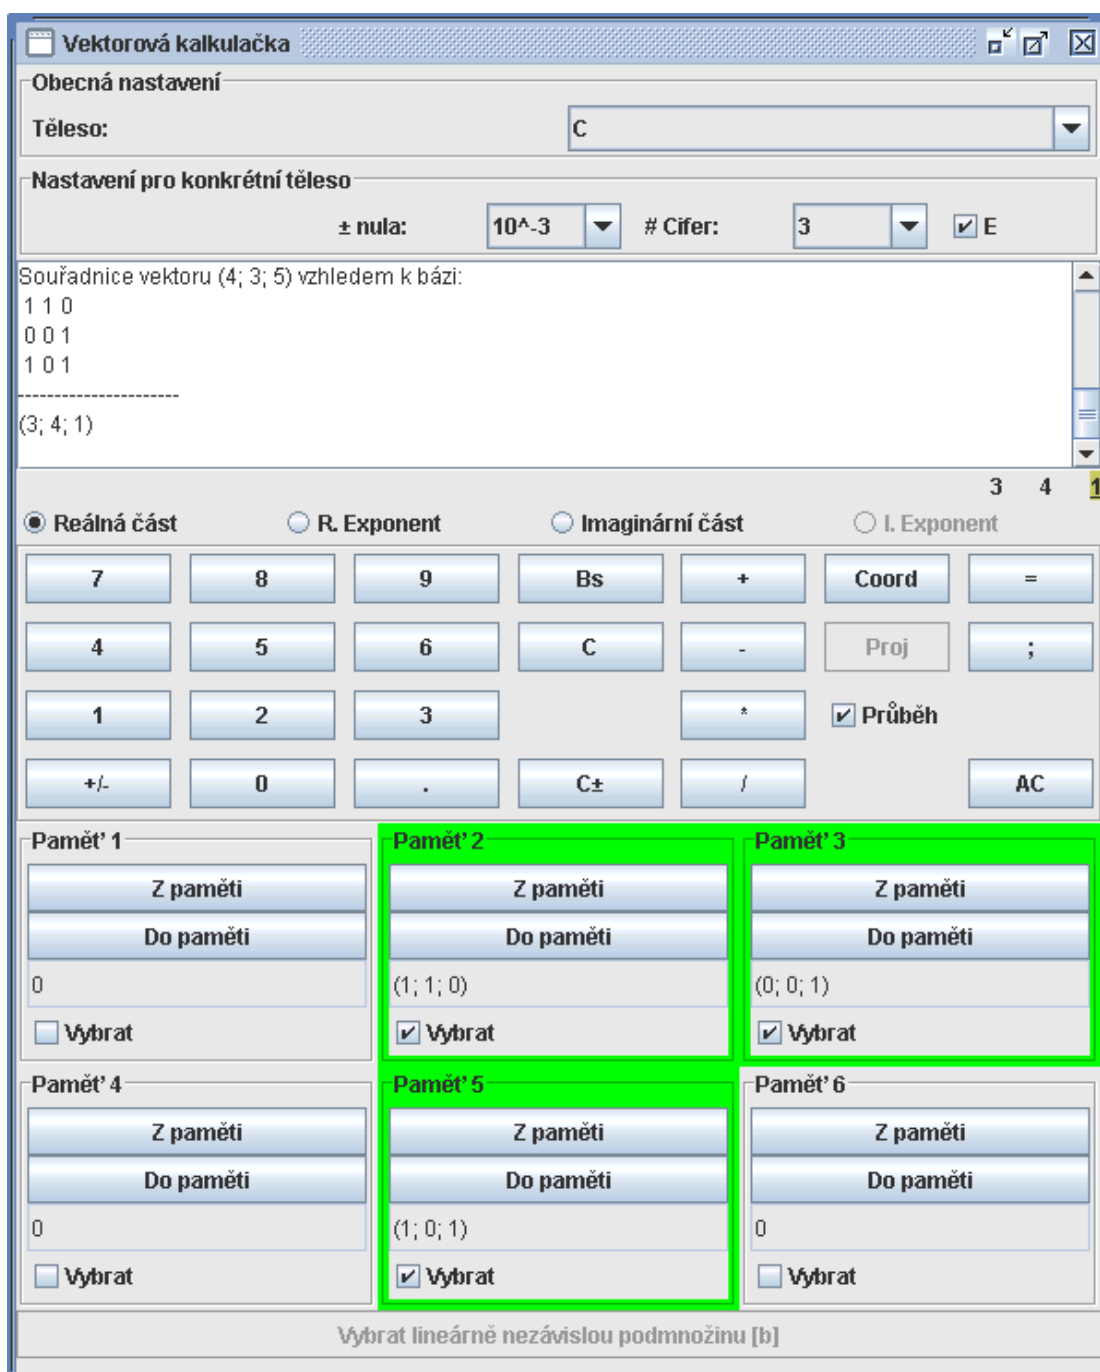 Vektorová kalkulačka
Obecná nastavení
Těleso: C
Nastavení pro konkrétní těleso
± nula: 10^-3 # Cifer: 3 E
Souřadnice vektoru (4; 3; 5) vzhledem k bázi:
1 1 0
0 0 1
1 0 1
----------------------
(3; 4; 1)
3 4 1
Reálná část R. Exponent Imaginární část I. Exponent
7 8 9 Bs + Coord =
4 5 6 C - Proj ;
1 2 3 * Průběh
+/- 0 . C± / AC
Paměť 1 Paměť 2 Paměť 3
Z paměti Z paměti Z paměti
Do paměti Do paměti Do paměti
0 (1; 1; 0) (0; 0; 1)
Vybrat Vybrat Vybrat
Paměť 4 Paměť 5 Paměť 6
Z paměti Z paměti Z paměti
Do paměti Do paměti Do paměti
0 (1; 0; 1) 0
Vybrat Vybrat Vybrat
Vybrat lineárně nezávislou podmnožinu [b]